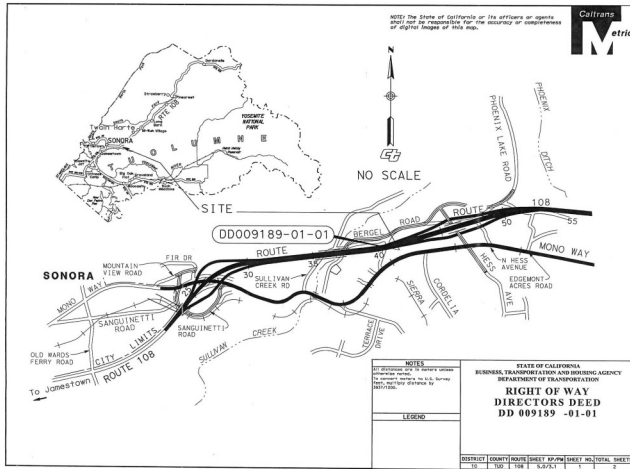 NOTE: The State of California or its officers or agents
shall not be responsible for the accuracy or completeness
of digital images of this map.
Caltrans
Metric
N
NO SCALE
Strawberry
Pinecrest
Twain Harte
RTE 108
SONORA
YOSEMITE
NATIONAL
PARK
TUOLUMNE
SITE
DD009189-01-01
PHOENIX LAKE ROAD
PHOENIX
DITCH
BERGEL
ROAD
ROUTE
108
50
55
ROUTE
35
40
MONO WAY
N HESS
AVENUE
EDGEMONT
ACRES ROAD
HESS
AVE
SONORA
MOUNTAIN
VIEW ROAD
FIR DR
MONO WAY
25
30
SULLIVAN
CREEK RD
SIERRA
CORDELIA
SANGUINETTI
ROAD
SANGUINETTI
ROAD
TERRACE
DRIVE
SULLIVAN
CREEK
OLD WARDS
FERRY ROAD
CITY LIMITS
ROUTE 108
To Jamestown
NOTES
All distances are in meters unless
otherwise noted.
To convert meters to U.S. Survey
feet, multiply distance by
3937/1200.
LEGEND
STATE OF CALIFORNIA
BUSINESS, TRANSPORTATION AND HOUSING AGENCY
DEPARTMENT OF TRANSPORTATION
RIGHT OF WAY
DIRECTORS DEED
DD 009189 -01-01
DISTRICT COUNTY ROUTE SHEET KP/PM SHEET NO. TOTAL SHEETS
10 TUO 108 5.0/3.1 1 2